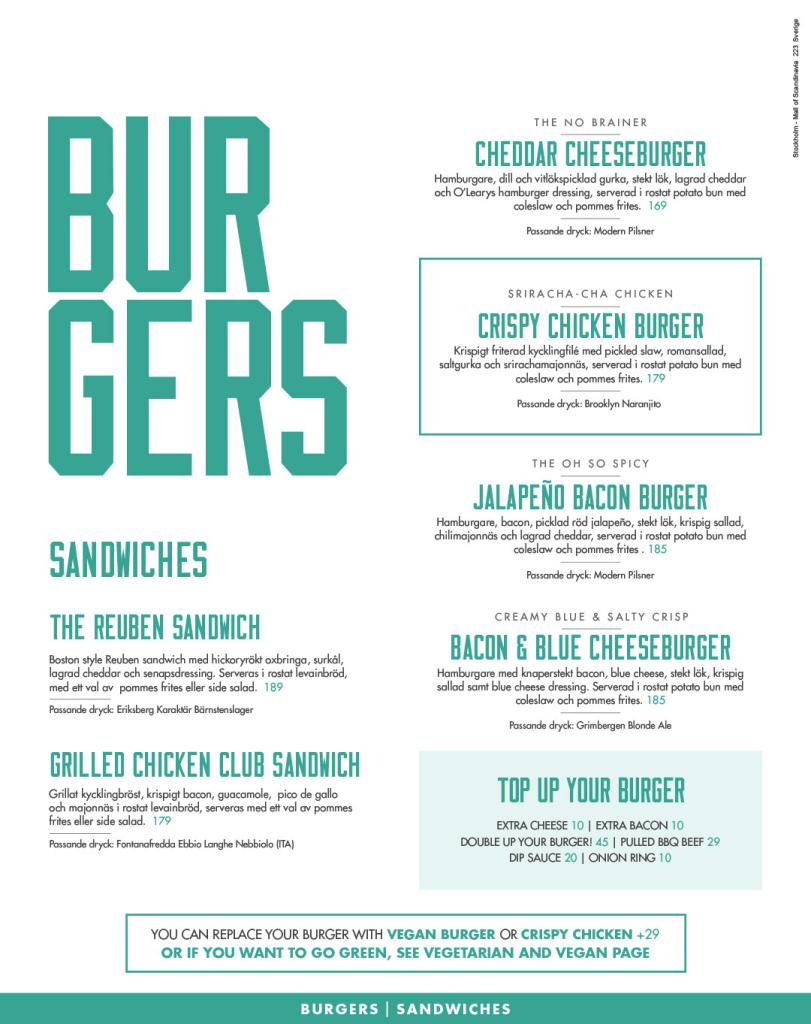 Stockholm - Mall of Scandinavia 223 Sverige
BUR
GERS
SANDWICHES
THE REUBEN SANDWICH
Boston style Reuben sandwich med hickoryrökt oxbringa, surkål,
lagrad cheddar och senapsdressing. Serveras i rostat levainbröd,
med ett val av pommes frites eller side salad. 189
Passande dryck: Eriksberg Karaktär Bärnstenslager
GRILLED CHICKEN CLUB SANDWICH
Grillat kycklingbröst, krispigt bacon, guacamole, pico de gallo
och majonnäs i rostat levainbröd, serveras med ett val av pommes
frites eller side salad. 179
Passande dryck: Fontanafredda Ebbio Langhe Nebbiolo (ITA)
THE NO BRAINER
CHEDDAR CHEESEBURGER
Hamburgare, dill och vitlökspicklad gurka, stekt lök, lagrad cheddar
och O'Learys hamburger dressing, serverad i rostat potato bun med
coleslaw och pommes frites. 169
Passande dryck: Modern Pilsner
SRIRACHA-CHA CHICKEN
CRISPY CHICKEN BURGER
Krispigt friterad kycklingfilé med pickled slaw, romansallad,
saltgurka och srirachamajonnäs, serverad i rostat potato bun med
coleslaw och pommes frites. 179
Passande dryck: Brooklyn Naranjito
THE OH SO SPICY
JALAPEÑO BACON BURGER
Hamburgare, bacon, picklad röd jalapeño, stekt lök, krispig sallad,
chilimajonnäs och lagrad cheddar, serverad i rostat potato bun med
coleslaw och pommes frites . 185
Passande dryck: Modern Pilsner
CREAMY BLUE & SALTY CRISP
BACON & BLUE CHEESEBURGER
Hamburgare med knaperstekt bacon, blue cheese, stekt lök, krispig
sallad samt blue cheese dressing. Serverad i rostat potato bun med
coleslaw och pommes frites. 185
Passande dryck: Grimbergen Blonde Ale
TOP UP YOUR BURGER
EXTRA CHEESE 10 | EXTRA BACON 10
DOUBLE UP YOUR BURGER! 45 | PULLED BBQ BEEF 29
DIP SAUCE 20 | ONION RING 10
YOU CAN REPLACE YOUR BURGER WITH VEGAN BURGER OR CRISPY CHICKEN +29
OR IF YOU WANT TO GO GREEN, SEE VEGETARIAN AND VEGAN PAGE
BURGERS | SANDWICHES